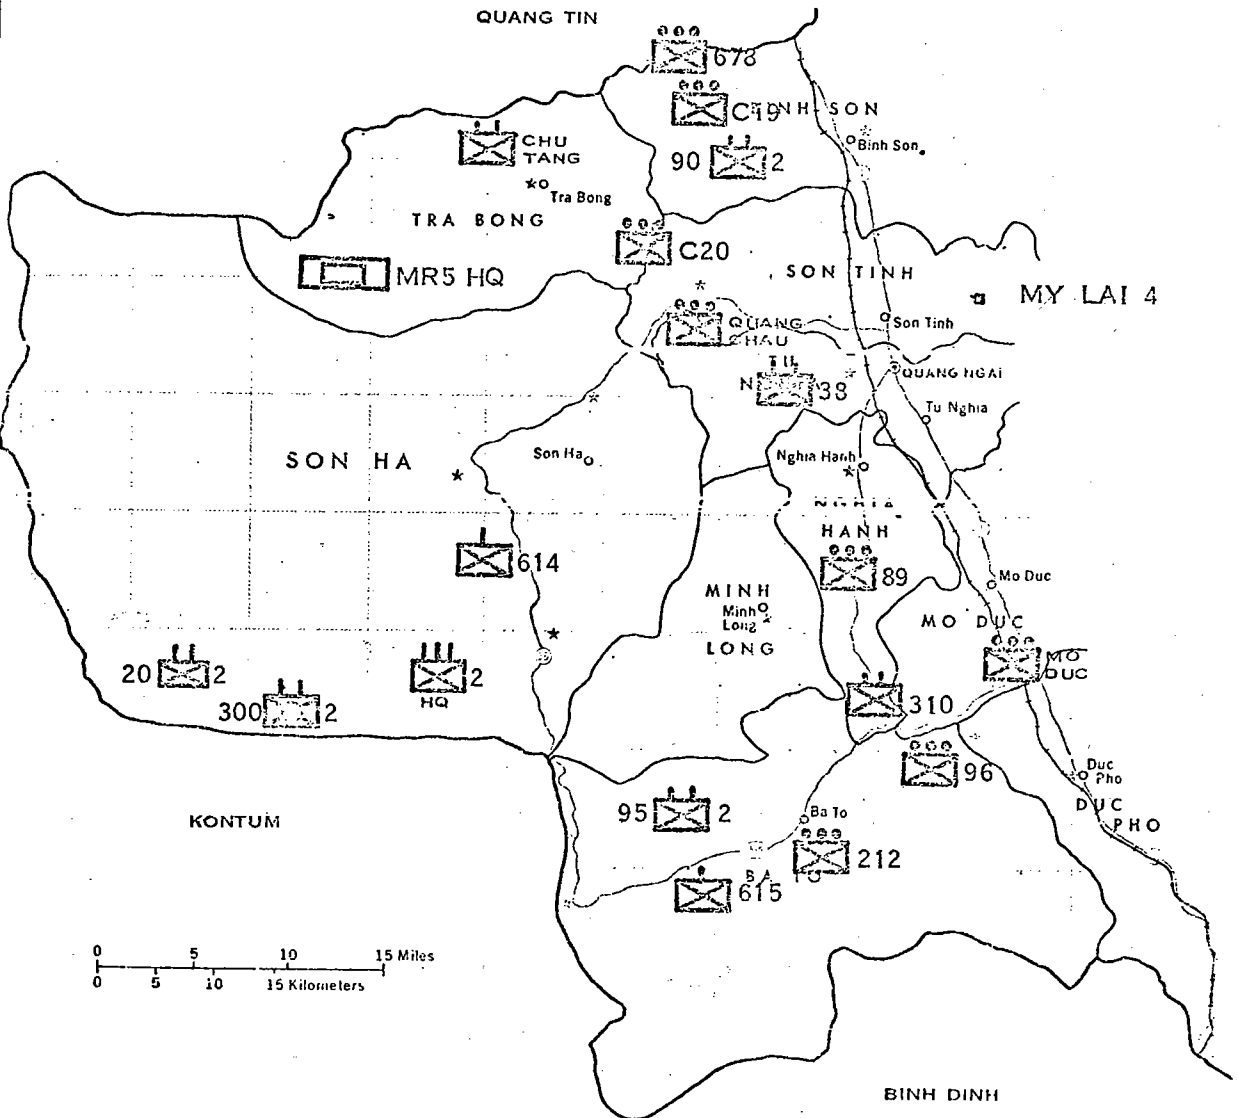 QUANG TIN
678
C19
BINH SON
Binh Son
CHU
TANG
90 2
Tra Bong
TRA BONG
C20
MR5 HQ
SON TINH
MY LAI 4
QUANG
CHAU
Son Tinh
QUANG NGAI
38
Tu Nghia
SON HA
Son Ha
Nghia Hanh
NGHIA
HANH
614
89
Mo Duc
MINH
Minh
Long
LONG
MO DUC
MO
DUC
20 2
300 2
2
HQ
310
96
Duc
Pho
DUC
PHO
KONTUM
95 2
Ba To
212
BA TO
615
0 5 10 15 Miles
0 5 10 15 Kilometers
BINH DINH